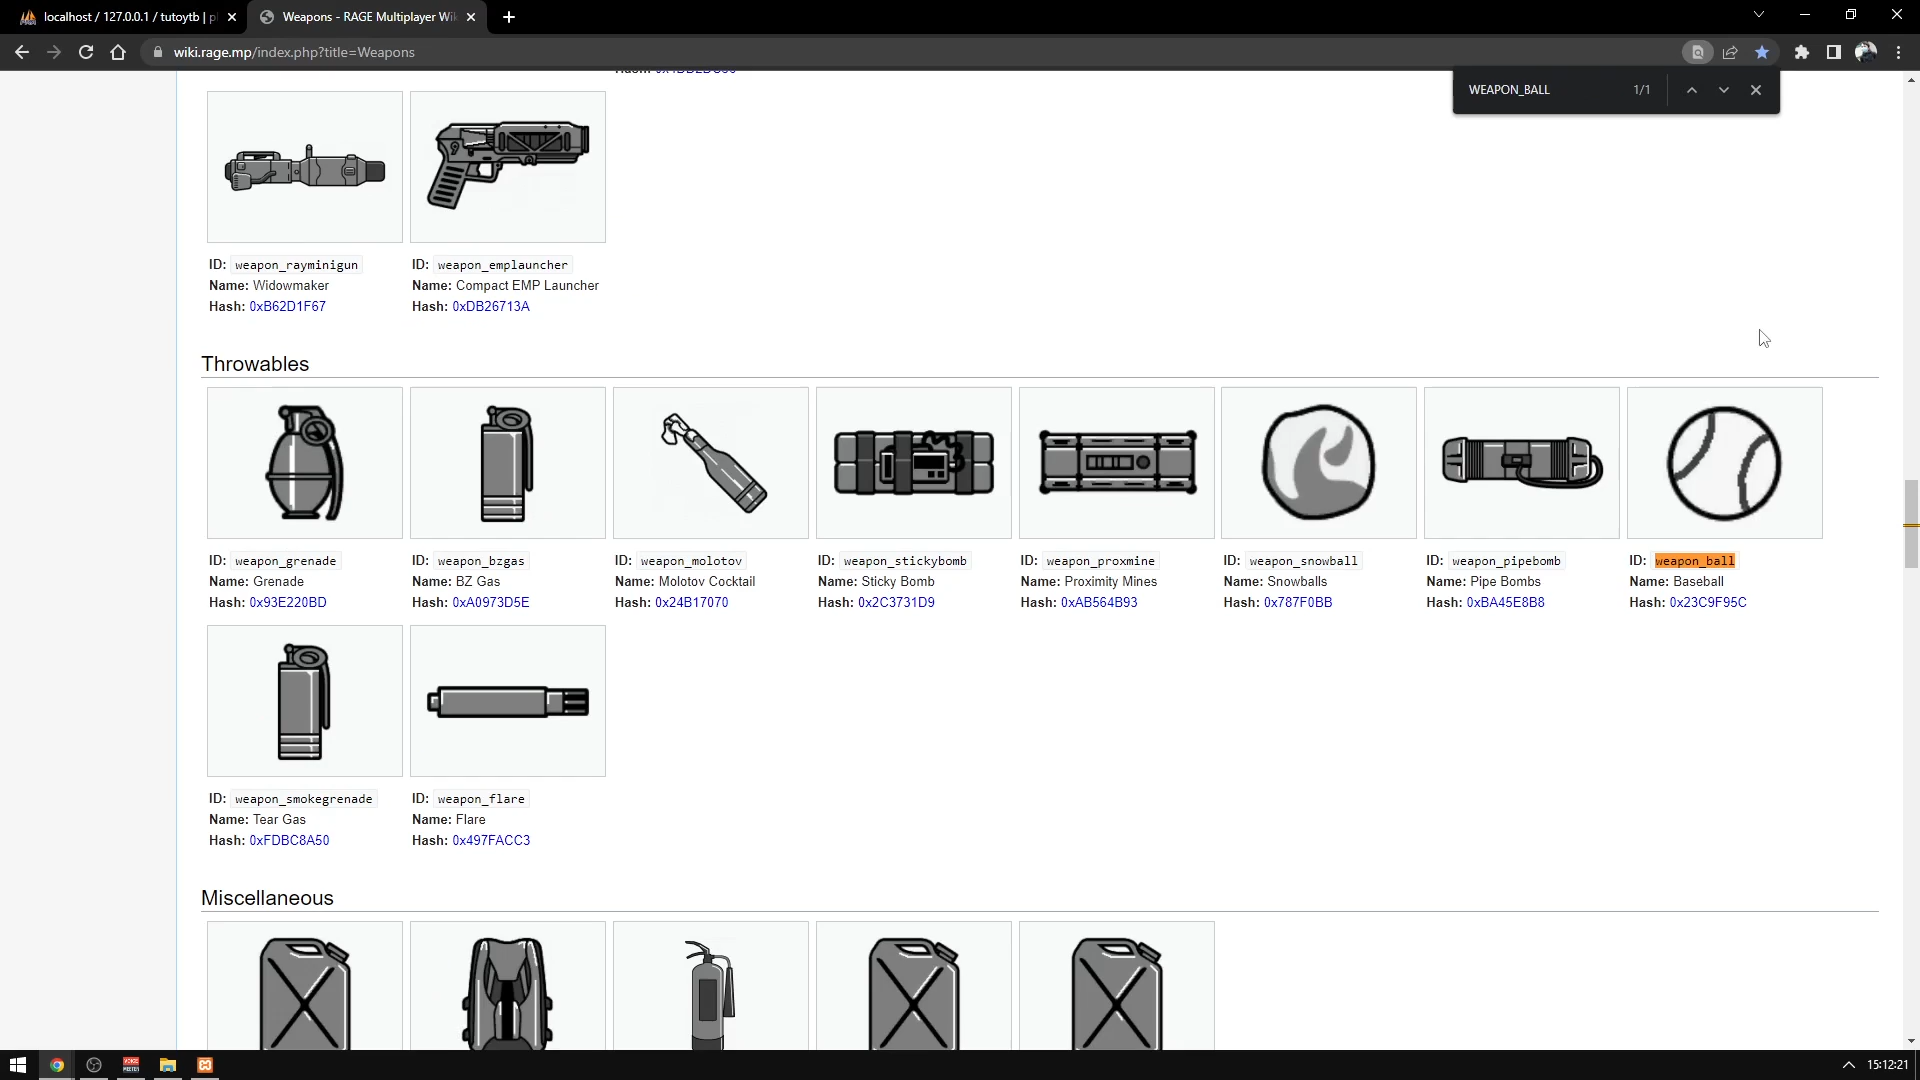 localhost / 127.0.0.1 / tutoytb | p
Weapons - RAGE Multiplayer Wik
wiki.rage.mp/index.php?title=Weapons
WEAPON_BALL 1/1
ID: weapon_rayminigun
Name: Widowmaker
Hash: 0xB62D1F67
ID: weapon_emplauncher
Name: Compact EMP Launcher
Hash: 0xDB26713A
Throwables
ID: weapon_grenade
Name: Grenade
Hash: 0x93E220BD
ID: weapon_bzgas
Name: BZ Gas
Hash: 0xA0973D5E
ID: weapon_molotov
Name: Molotov Cocktail
Hash: 0x24B17070
ID: weapon_stickybomb
Name: Sticky Bomb
Hash: 0x2C3731D9
ID: weapon_proxmine
Name: Proximity Mines
Hash: 0xAB564B93
ID: weapon_snowball
Name: Snowballs
Hash: 0x787F0BB
ID: weapon_pipebomb
Name: Pipe Bombs
Hash: 0xBA45E8B8
ID: weapon_ball
Name: Baseball
Hash: 0x23C9F95C
ID: weapon_smokegrenade
Name: Tear Gas
Hash: 0xFDBC8A50
ID: weapon_flare
Name: Flare
Hash: 0x497FACC3
Miscellaneous
15:12:21